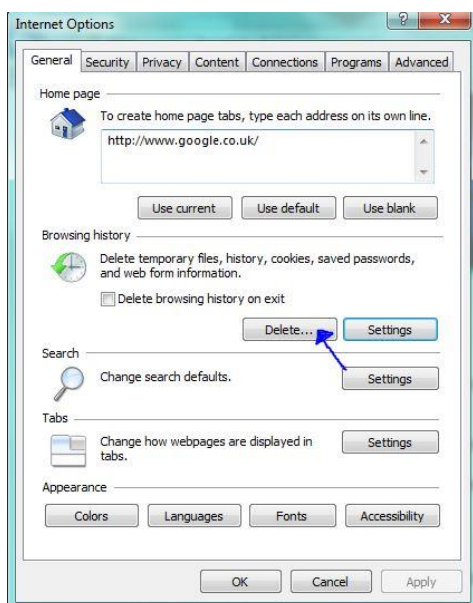 Internet Options
General Security Privacy Content Connections Programs Advanced
Home page
To create home page tabs, type each address on its own line.
http://www.google.co.uk/
Use current Use default Use blank
Browsing history
Delete temporary files, history, cookies, saved passwords,
and web form information.
Delete browsing history on exit
Delete... Settings
Search
Change search defaults. Settings
Tabs
Change how webpages are displayed in
tabs.
Settings
Appearance
Colors Languages Fonts Accessibility
OK Cancel Apply